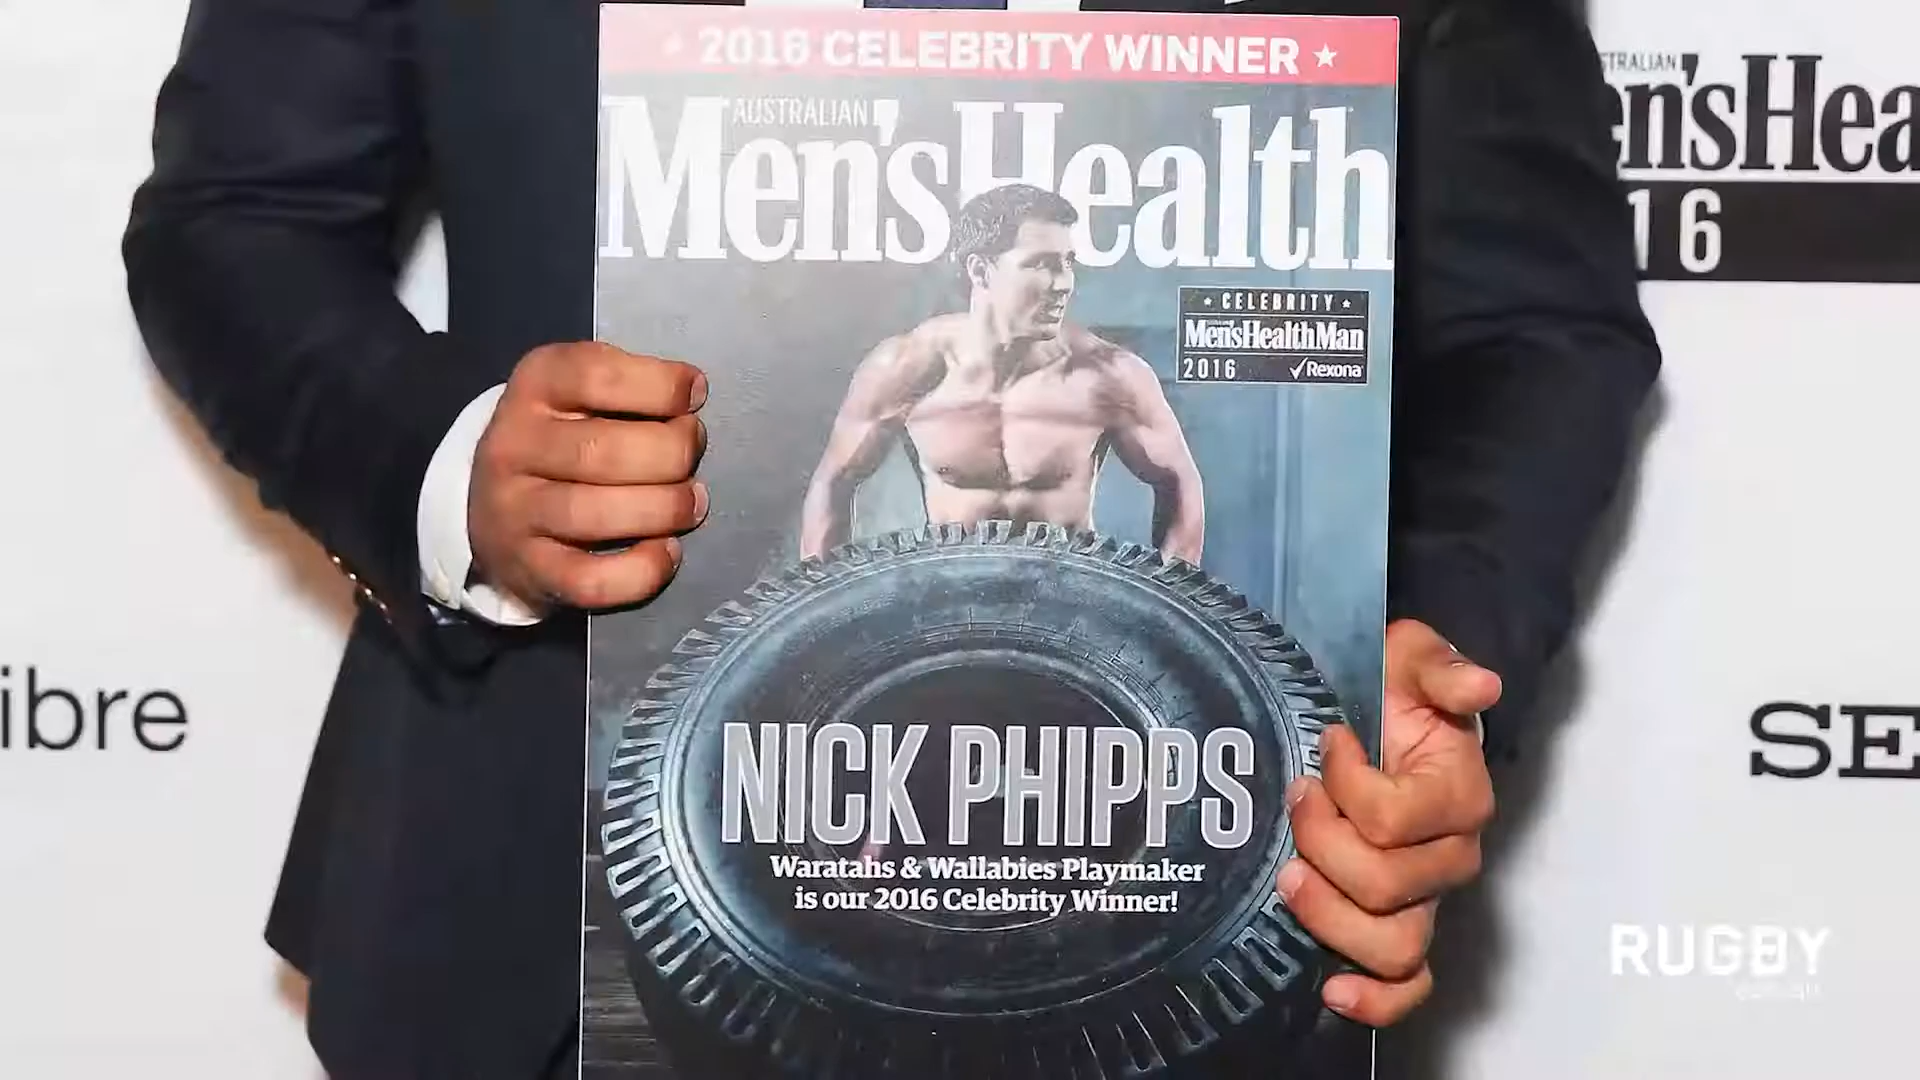 ★ 2016 CELEBRITY WINNER ★
AUSTRALIAN
Men'sHealth
★ CELEBRITY ★
Men'sHealthMan
2016 Rexona
NICK PHIPPS
Waratahs & Wallabies Playmaker
is our 2016 Celebrity Winner!
TRALIAN
en'sHea
16
ibre
SE
RUGBY